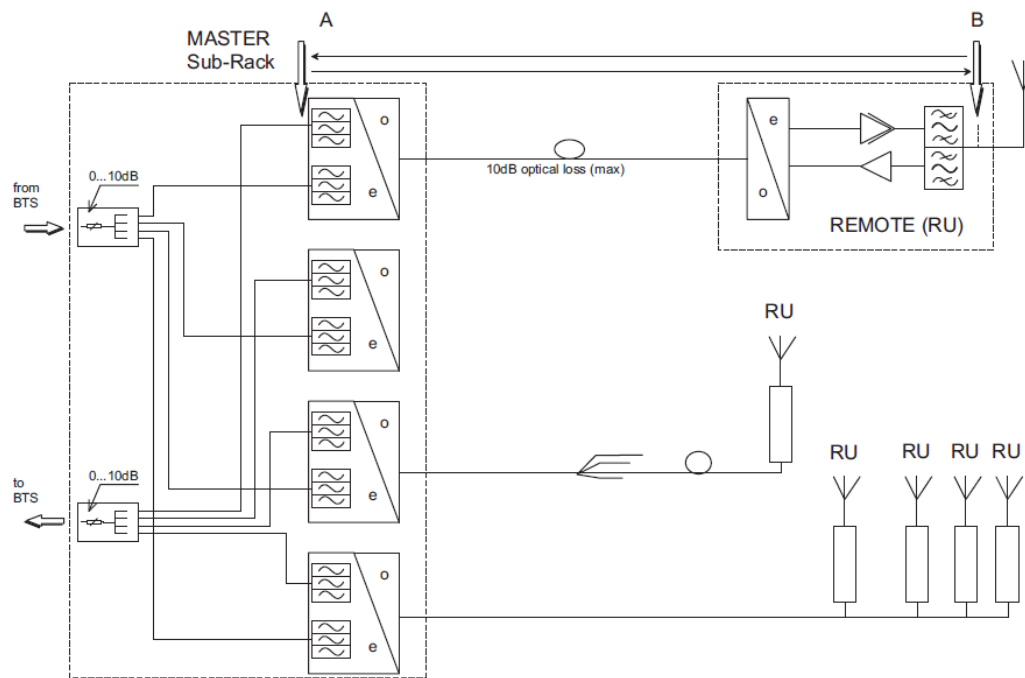 A
B
MASTER
Sub-Rack
o
e
e
o
10dB optical loss (max)
from
BTS
0...10dB
REMOTE (RU)
o
e
RU
o
e
RU
RU
RU
RU
to
BTS
0...10dB
o
e